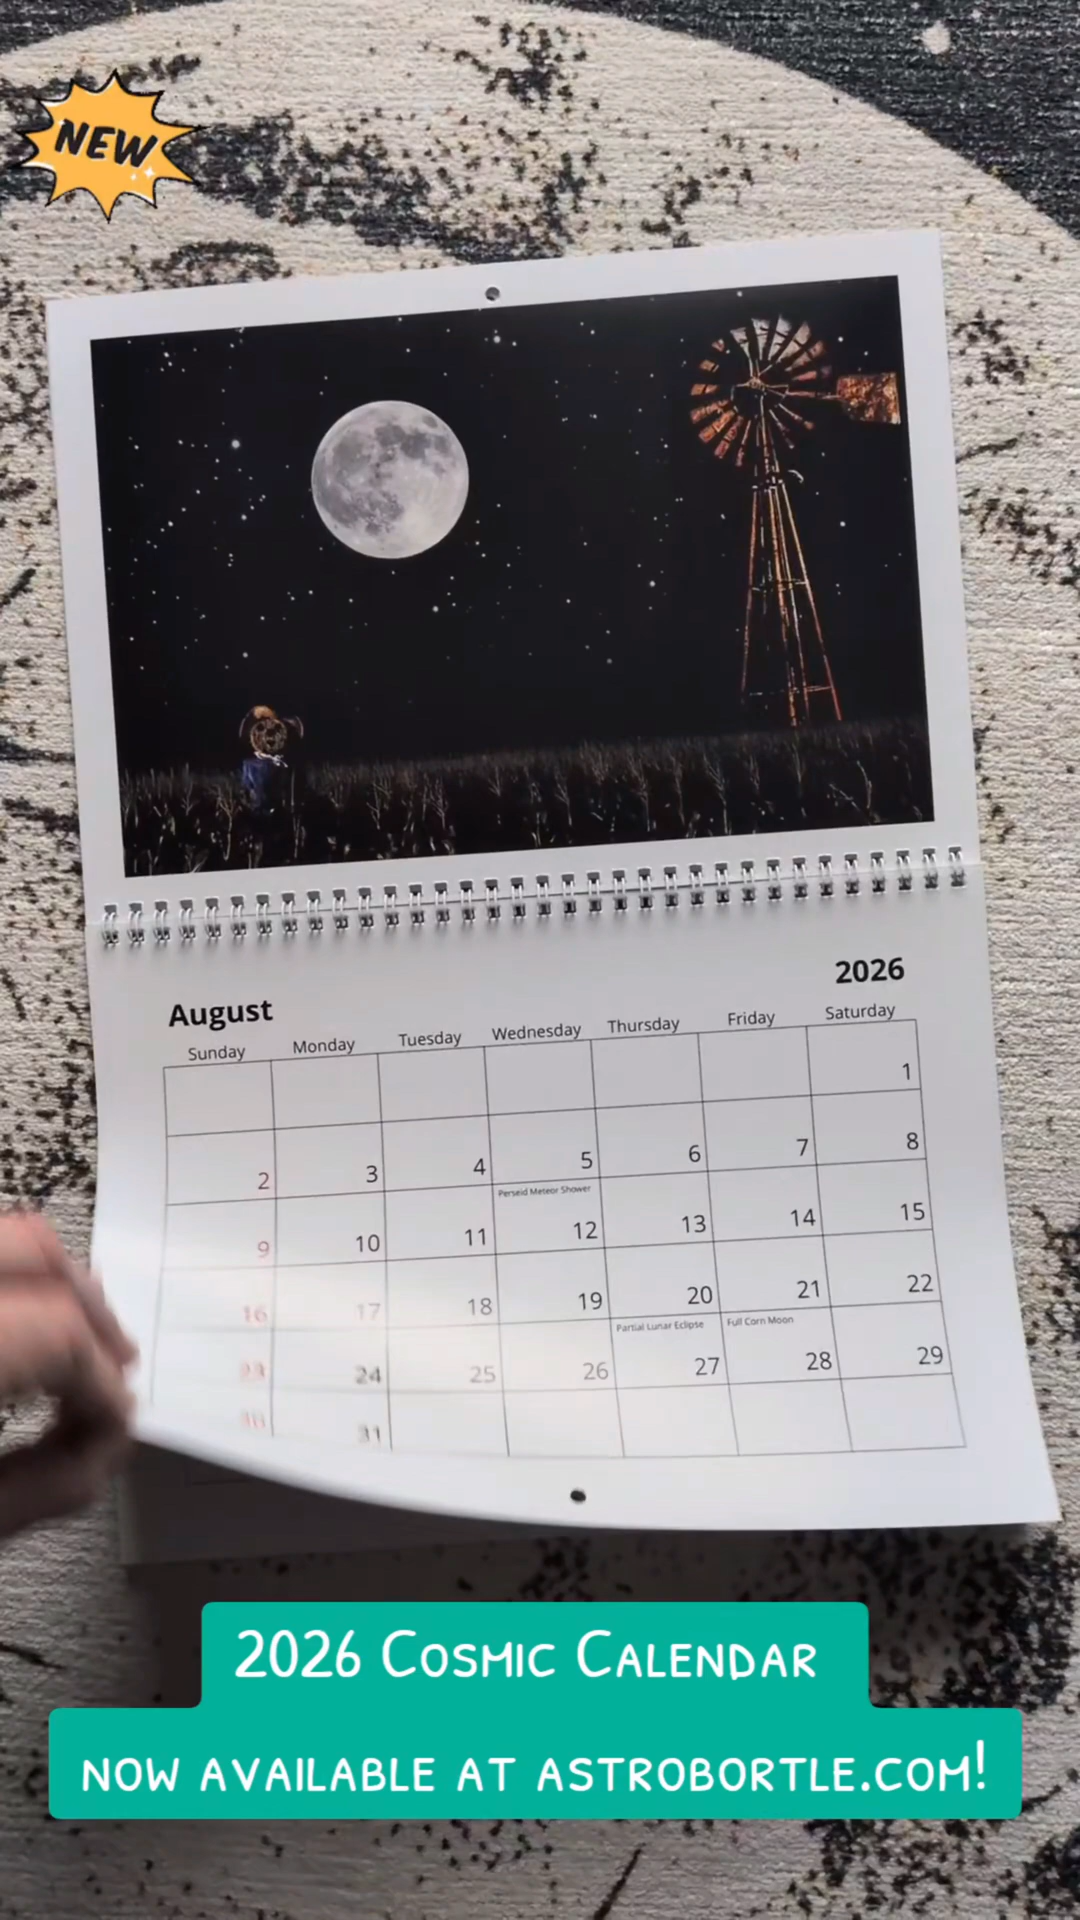 NEW
August
2026
Sunday Monday Tuesday Wednesday Thursday Friday Saturday
1
2 3 4 5 6 7 8
Perseid Meteor Shower
9 10 11 12 13 14 15
16 17 18 19 20 21 22
Partial Lunar Eclipse Full Corn Moon
23 24 25 26 27 28 29
30 31
2026 COSMIC CALENDAR
NOW AVAILABLE AT ASTROBORTLE.COM!